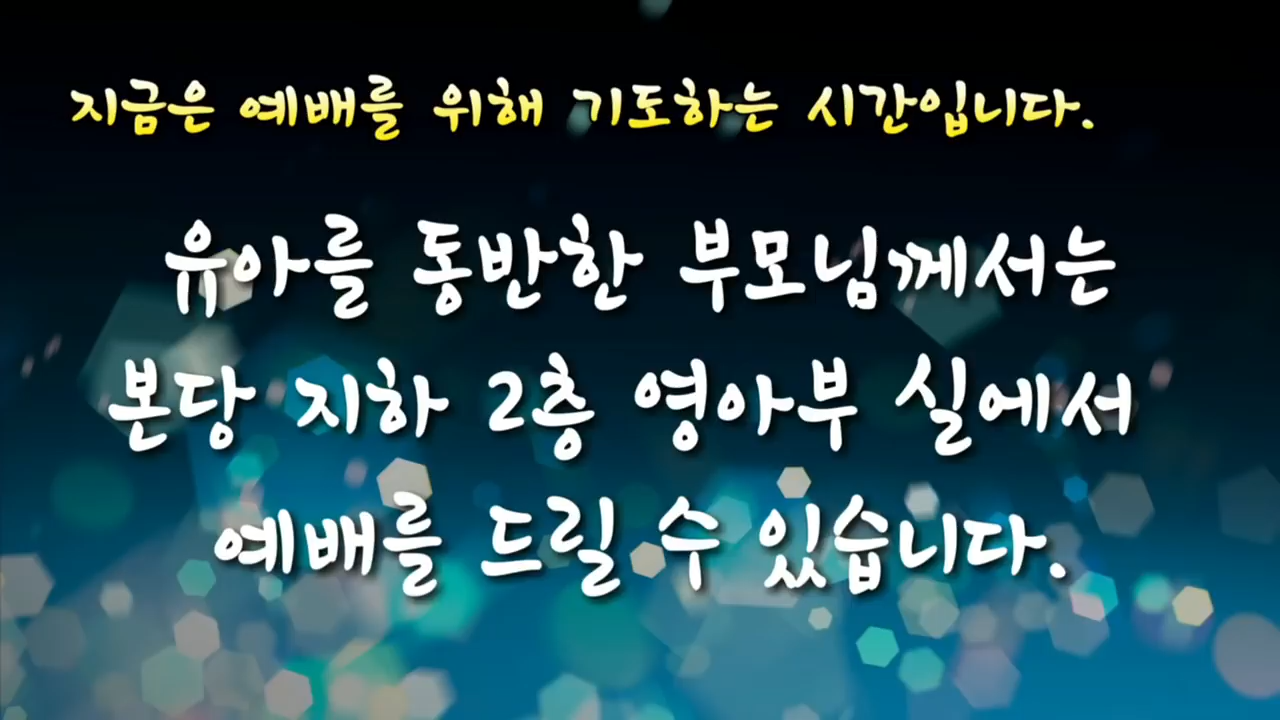 지금은 예배를 위해 기도하는 시간입니다.
유아를 동반한 부모님께서는
본당 지하 2층 영아부 실에서
예배를 드릴 수 있습니다.